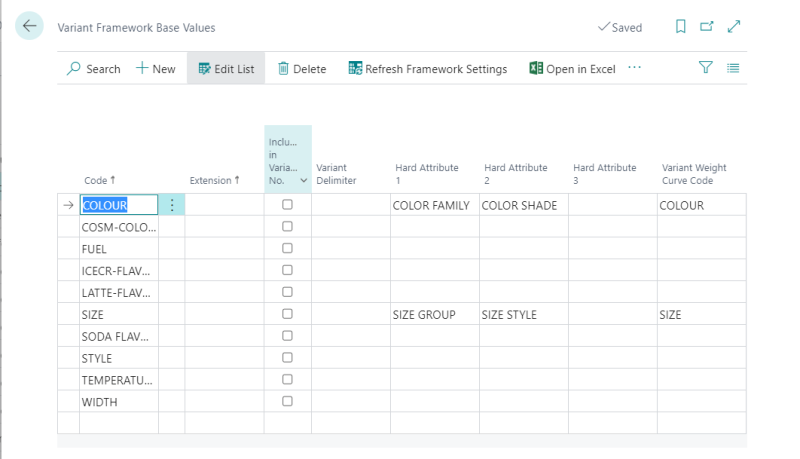 Variant Framework Base Values
Saved
Search
New
Edit List
Delete
Refresh Framework Settings
Open in Excel
···
Code ↑
Extension ↑
Inclu...
in
Varia...
No.
Variant
Delimiter
Hard Attribute
1
Hard Attribute
2
Hard Attribute
3
Variant Weight
Curve Code
COLOUR COLOR FAMILY COLOR SHADE COLOUR
COSM-COLO...
FUEL
ICECR-FLAV...
LATTE-FLAV...
SIZE SIZE GROUP SIZE STYLE SIZE
SODA FLAV...
STYLE
TEMPERATU...
WIDTH